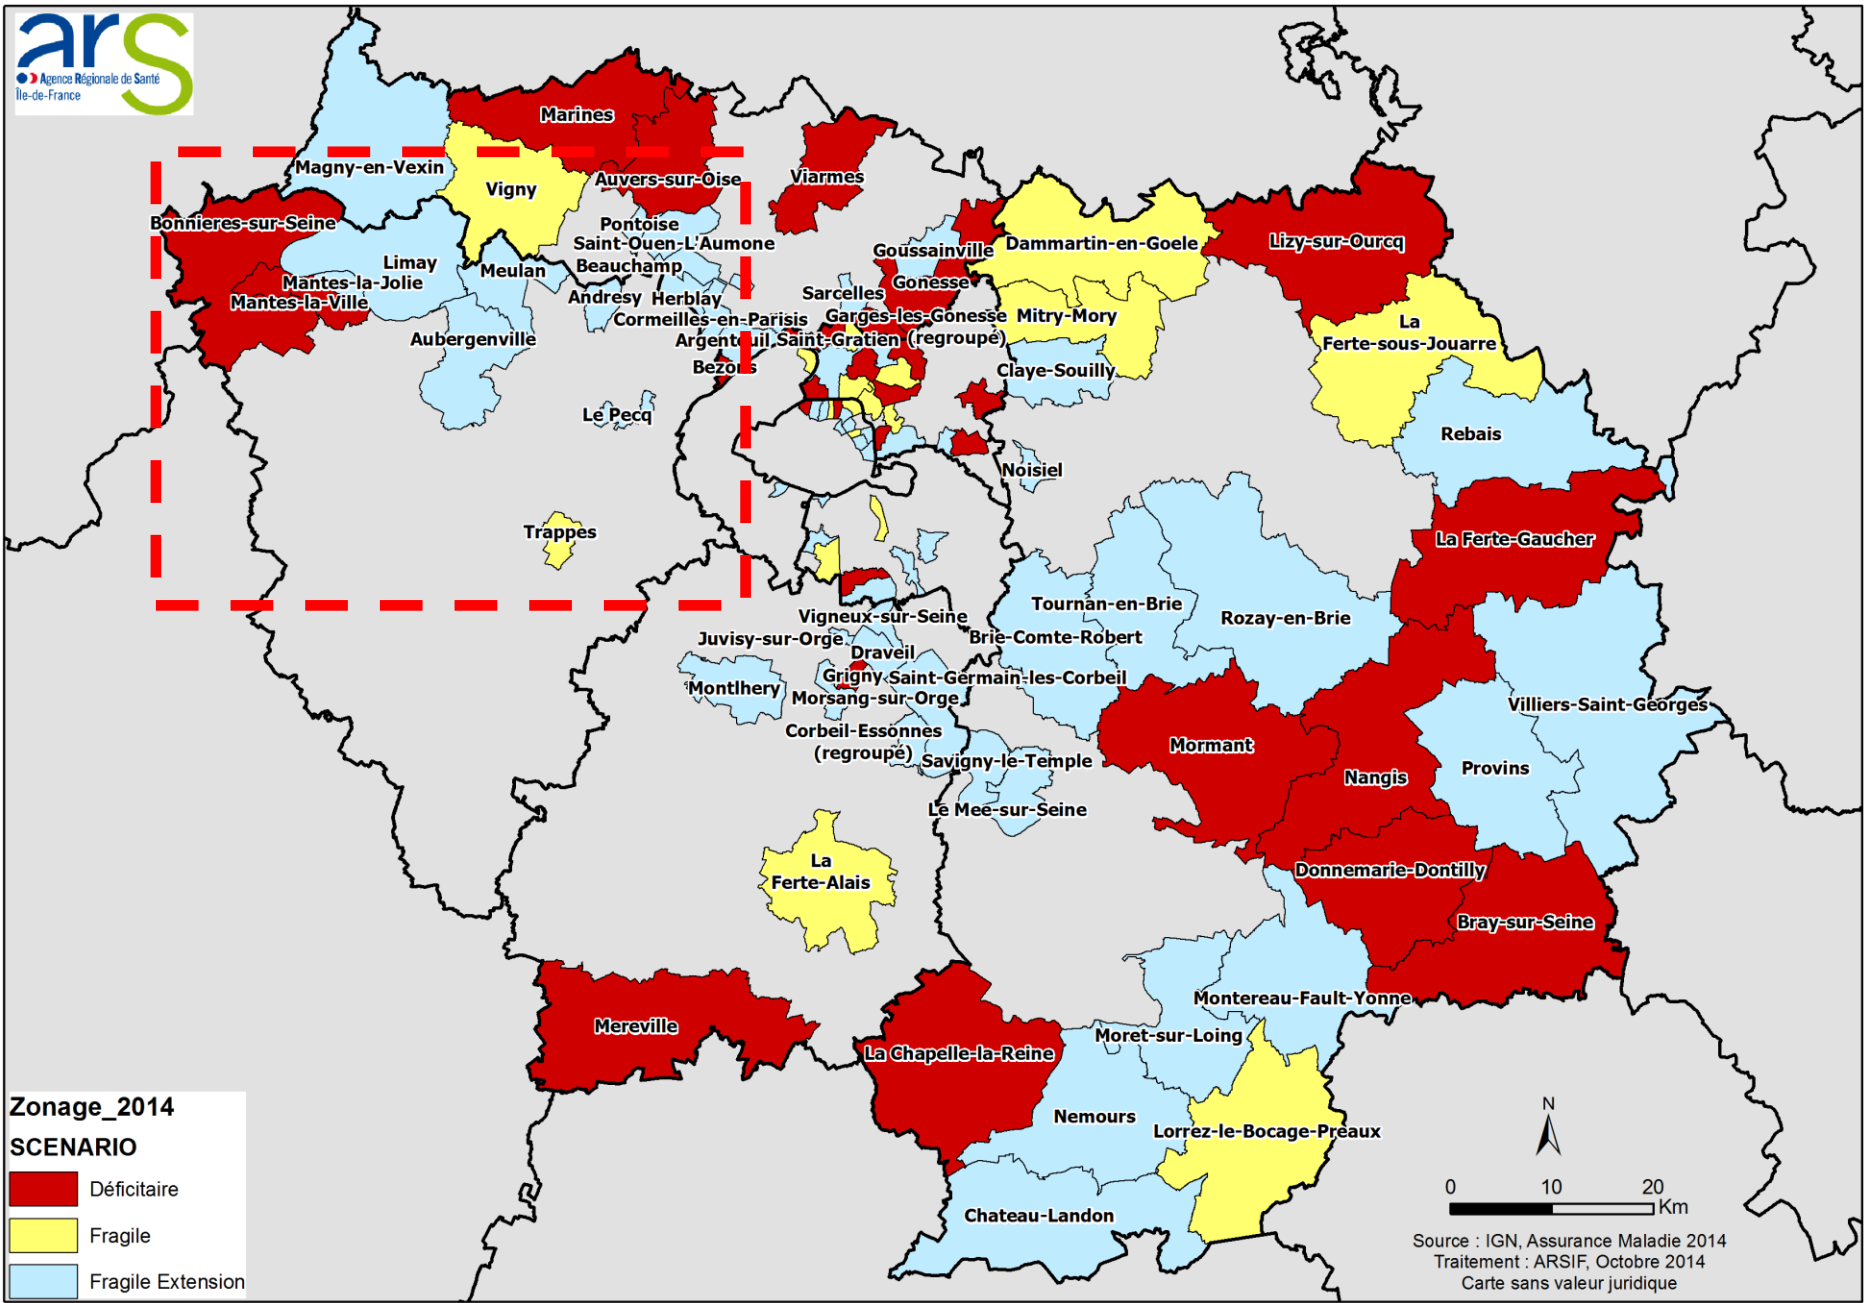 ars
Agence Régionale de Santé
Île-de-France
Marines
Magny-en-Vexin
Vigny
Auvers-sur-Oise
Viarmes
Bonnieres-sur-Seine
Pontoise
Saint-Ouen-L'Aumone
Beauchamp
Limay
Meulan
Mantes-la-Jolie
Mantes-la-Ville
Andresy
Herblay
Cormeilles-en-Parisis
Aubergenville
Argenteuil
Saint-Gratien
Bezons
Le Pecq
Trappes
Goussainville
Gonesse
Sarcelles
Garges-les-Gonesse
(regroupé)
Dammartin-en-Goele
Mitry-Mory
Claye-Souilly
Lizy-sur-Ourcq
La
Ferte-sous-Jouarre
Rebais
Noisiel
La Ferte-Gaucher
Tournan-en-Brie
Rozay-en-Brie
Brie-Comte-Robert
Vigneux-sur-Seine
Juvisy-sur-Orge
Draveil
Grigny
Saint-Germain-les-Corbeil
Montlhery
Morsang-sur-Orge
Corbeil-Essonnes
(regroupé)
Savigny-le-Temple
Le Mee-sur-Seine
Villiers-Saint-Georges
Mormant
Nangis
Provins
La
Ferte-Alais
Donnemarie-Dontilly
Bray-sur-Seine
Montereau-Fault-Yonne
Moret-sur-Loing
Mereville
La Chapelle-la-Reine
Nemours
Lorrez-le-Bocage-Preaux
Chateau-Landon
Zonage_2014
SCENARIO
Déficitaire
Fragile
Fragile Extension
N
0 10 20
Km
Source : IGN, Assurance Maladie 2014
Traitement : ARSIF, Octobre 2014
Carte sans valeur juridique